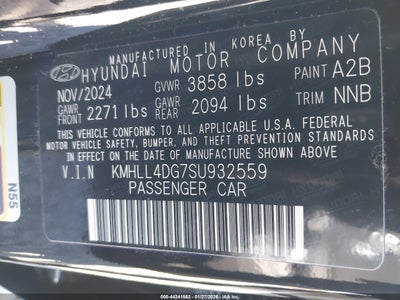 MANUFACTURED IN KOREA BY
HYUNDAI MOTOR COMPANY
NOV/2024 GVWR 3858 lbs PAINT A2B
GAWR FRONT 2271 lbs GAWR REAR 2094 lbs TRIM NNB
THIS VEHICLE CONFORMS TO ALL APPLICABLE U.S.A FEDERAL
MOTOR VEHICLE SAFETY, BUMPER, AND THEFT PREVENTION
STANDARDS IN EFFECT ON THE DATE OF MANUFACTURE SHOWN ABOVE.
V.I.N KMHLL4DG7SU932559
PASSENGER CAR
N55
000-44241562 01/27/2026 IAA Inc.